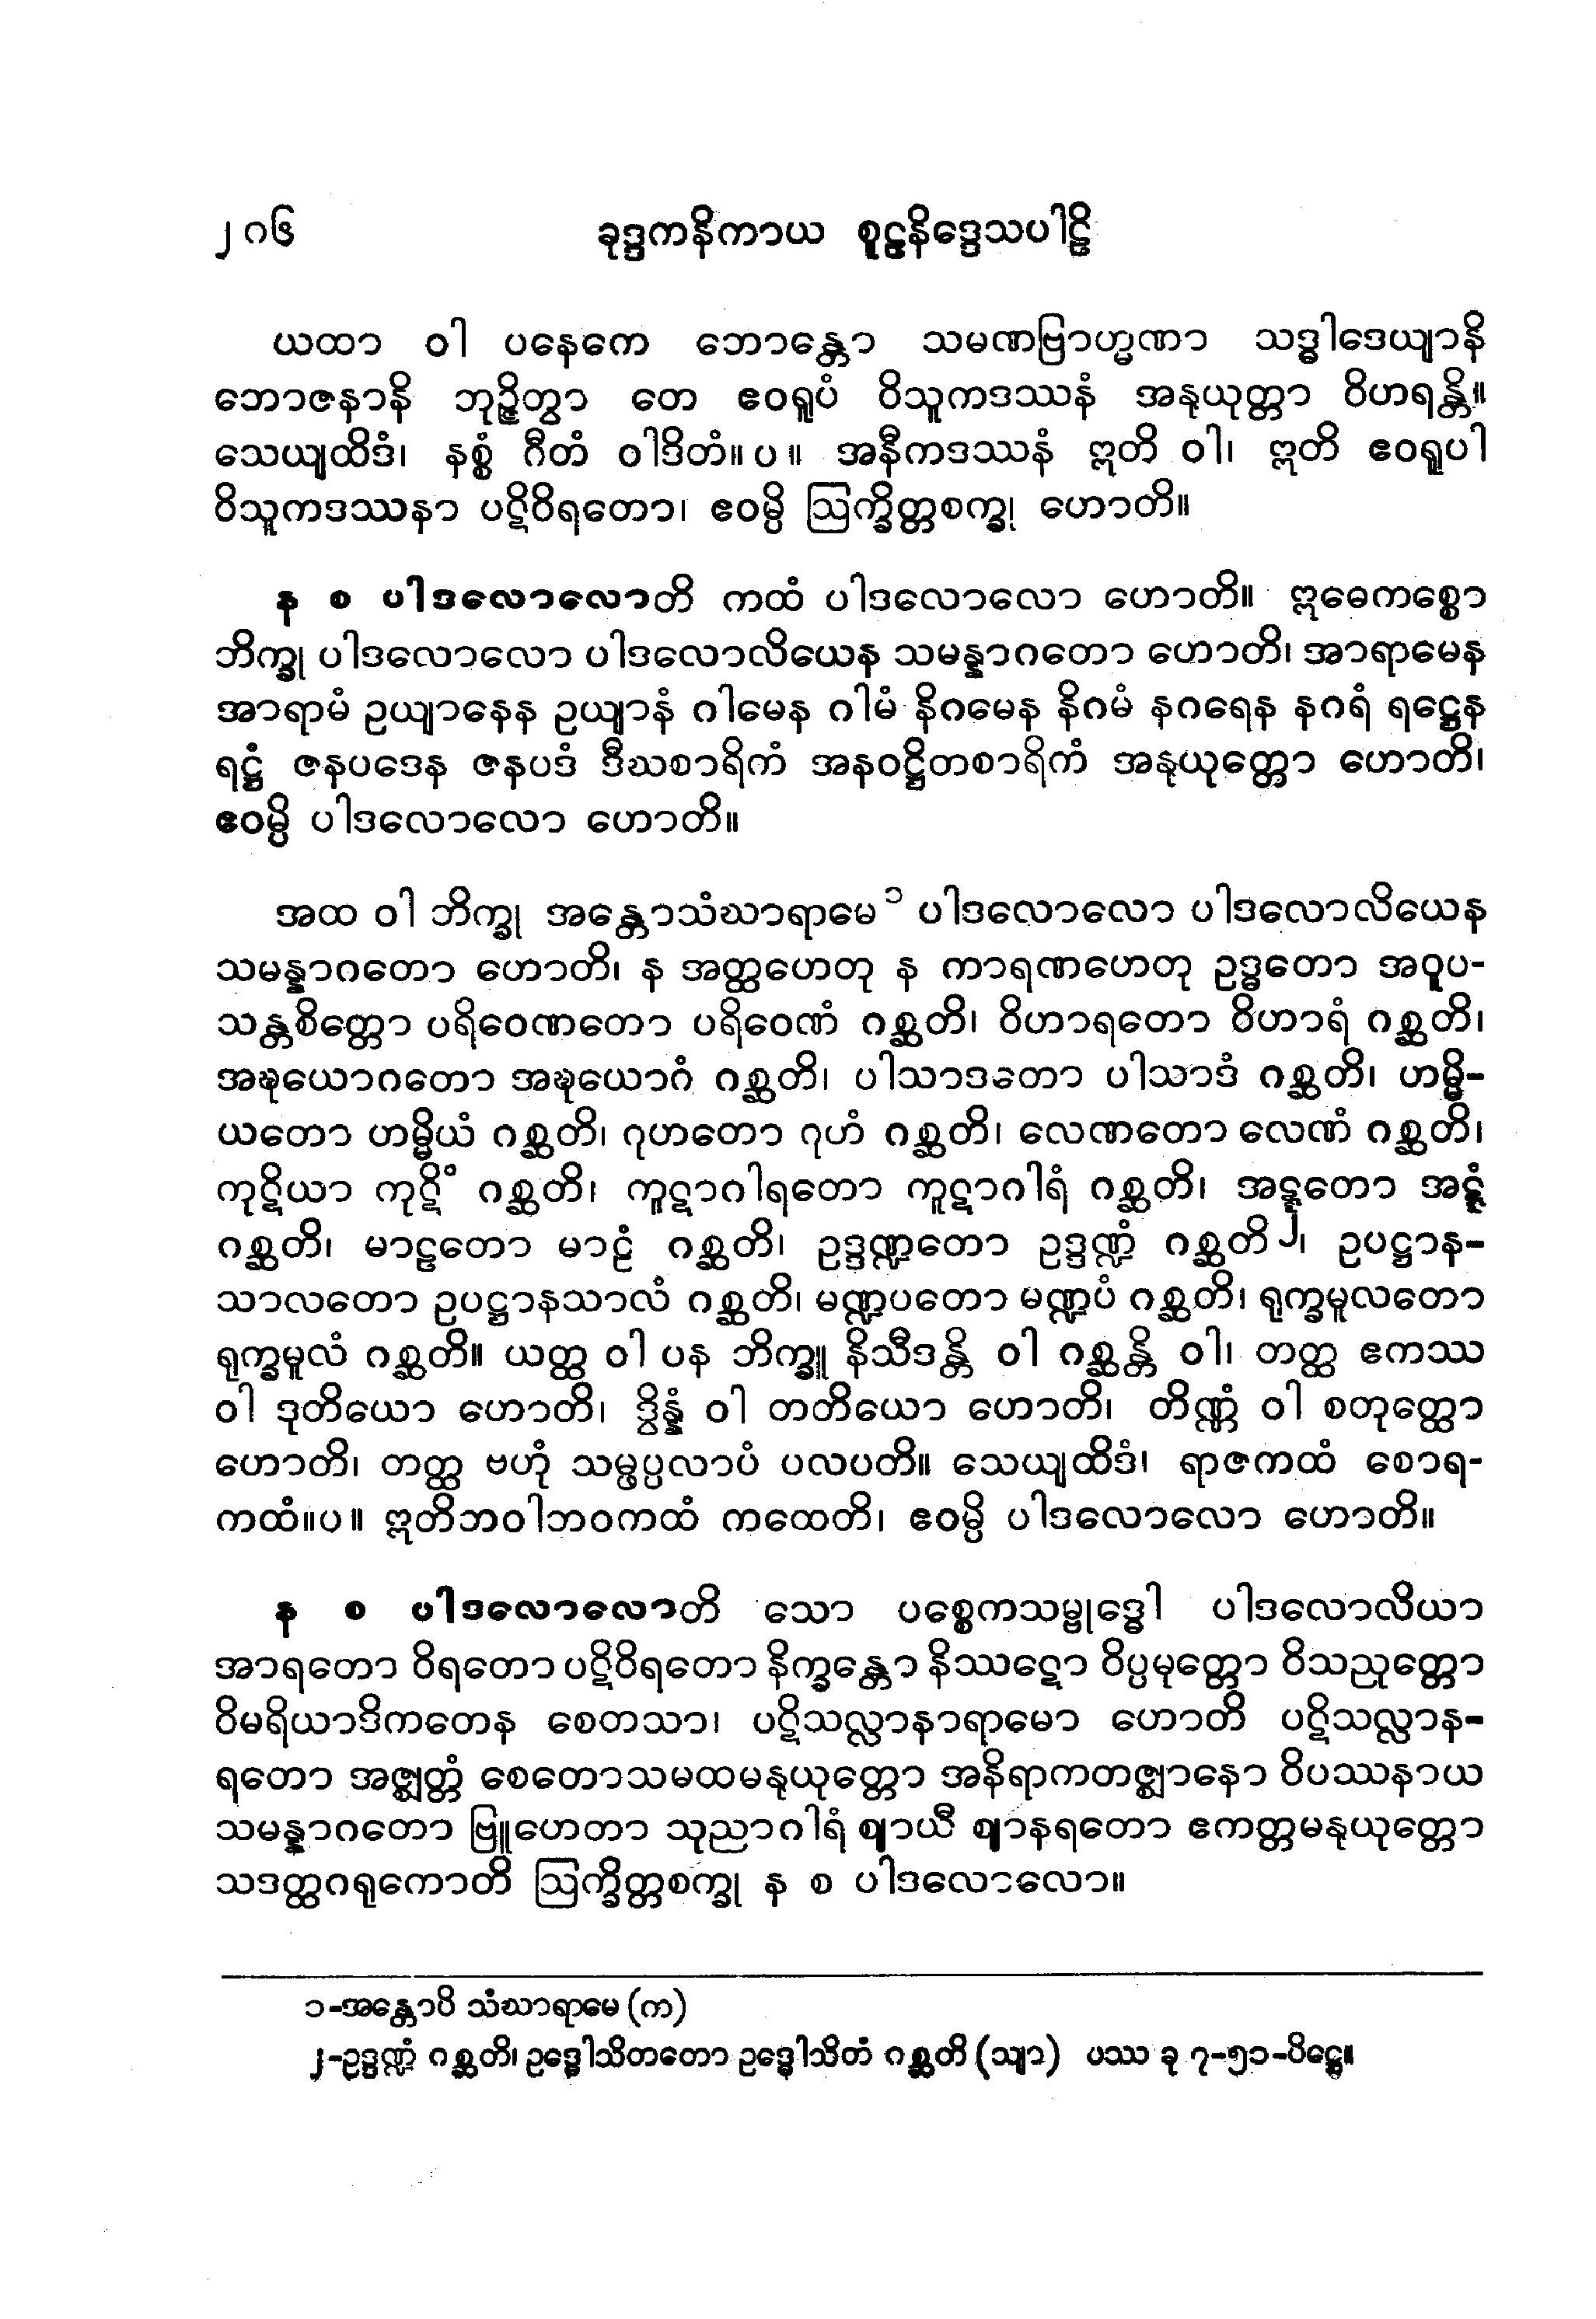 ၂၈၆ ခုဒ္ဒကနိကာယ စူဠနိဒ္ဒေသပါဠိ
ယထာ ဝါ ပနေကေ ဘောန္တော သမဏဗြာဟ္မဏာ သဒ္ဓါဒေယျာနိ
ဘောဇနာနိ ဘုဉ္ဇိတွာ တေ ဧဝရူပံ ဝိသူကဒဿနံ အနုယုတ္တာ ဝိဟရန္တိ။
သေယျထိဒံ၊ နစ္စံ ဂီတံ ဝါဒိတံ။ပ။ အနီကဒဿနံ ဣတိ ဝါ၊ ဣတိ ဧဝရူပါ
ဝိသူကဒဿနာ ပဋိဝိရတော၊ ဧဝမ္ပိ ဩက္ခိတ္တစက္ခု ဟောတိ။
န စ ပါဒလောလောတိ ကထံ ပါဒလောလော ဟောတိ။ ဣဓေကစ္စော
ဘိက္ခု ပါဒလောလော ပါဒလောလိယေန သမန္နာဂတော ဟောတိ၊ အာရာမေန
အာရာမံ ဥယျာနေန ဥယျာနံ ဂါမေန ဂါမံ နိဂမေန နိဂမံ နဂရေန နဂရံ ရဋ္ဌေန
ရဋ္ဌံ ဇနပဒေန ဇနပဒံ ဒီဃစာရိကံ အနဝဋ္ဌိတစာရိကံ အနုယုတ္တော ဟောတိ၊
ဧဝမ္ပိ ပါဒလောလော ဟောတိ။
အထ ဝါ ဘိက္ခု အန္တောသံဃာရာမေ ၁ ပါဒလောလော ပါဒလောလိယေန
သမန္နာဂတော ဟောတိ၊ န အတ္ထဟေတု န ကာရဏဟေတု ဥဒ္ဓတော အဝူပ-
သန္တစိတ္တော ပရိဝေဏတော ပရိဝေဏံ ဂစ္ဆတိ၊ ဝိဟာရတော ဝိဟာရံ ဂစ္ဆတိ၊
အဍ္ဎယောဂတော အဍ္ဎယောဂံ ဂစ္ဆတိ၊ ပါသာဒတော ပါသာဒံ ဂစ္ဆတိ၊ ဟမ္မိ-
ယတော ဟမ္မိယံ ဂစ္ဆတိ၊ ဂုဟတော ဂုဟံ ဂစ္ဆတိ၊ လေဏတော လေဏံ ဂစ္ဆတိ၊
ကုဋိယာ ကုဋိံ ဂစ္ဆတိ၊ ကူဋာဂါရတော ကူဋာဂါရံ ဂစ္ဆတိ၊ အဋ္ဋတော အဋ္ဋံ
ဂစ္ဆတိ၊ မာဠတော မာဠံ ဂစ္ဆတိ၊ ဥဒ္ဒဏ္ဍတော ဥဒ္ဒဏ္ဍံ ဂစ္ဆတိ ၂၊ ဥပဋ္ဌာန-
သာလတော ဥပဋ္ဌာနသာလံ ဂစ္ဆတိ၊ မဏ္ဍပတော မဏ္ဍပံ ဂစ္ဆတိ၊ ရုက္ခမူလတော
ရုက္ခမူလံ ဂစ္ဆတိ။ ယတ္ထ ဝါ ပန ဘိက္ခူ နိသီဒန္တိ ဝါ ဂစ္ဆန္တိ ဝါ၊ တတ္ထ ဧကဿ
ဝါ ဒုတိယော ဟောတိ၊ ဒွိန္နံ ဝါ တတိယော ဟောတိ၊ တိဏ္ဏံ ဝါ စတုတ္ထော
ဟောတိ၊ တတ္ထ ဗဟုံ သမ္ဖပ္ပလာပံ ပလပတိ။ သေယျထိဒံ၊ ရာဇကထံ စောရ-
ကထံ။ပ။ ဣတိဘဝါဘဝကထံ ကထေတိ၊ ဧဝမ္ပိ ပါဒလောလော ဟောတိ။
န စ ပါဒလောလောတိ သော ပစ္စေကသမ္ဗုဒ္ဓေါ ပါဒလောလိယာ
အာရတော ဝိရတော ပဋိဝိရတော နိက္ခန္တော နိဿဋော ဝိပ္ပမုတ္တော ဝိသညုတ္တော
ဝိမရိယာဒိကတေန စေတသာ၊ ပဋိသလ္လာနာရာမော ဟောတိ ပဋိသလ္လာန-
ရတော အဇ္ဈတ္တံ စေတောသမထမနုယုတ္တော အနိရာကတဇ္ဈာနော ဝိပဿနာယ
သမန္နာဂတော ဗြူဟေတာ သုညာဂါရံ ဈာယီ ဈာနရတော ဧကတ္တမနုယုတ္တော
သဒတ္ထဂရုကောတိ ဩက္ခိတ္တစက္ခု န စ ပါဒလောလော။
၁-အန္တောပိ သံဃာရာမေ (က)
၂-ဥဒ္ဒဏ္ဍံ ဂစ္ဆတိ၊ ဥဒ္ဓေါသိတတော ဥဒ္ဓေါသိတံ ဂစ္ဆတိ (သျာ) ပဿ ခု ၇-၅၁-ပိဋ္ဌေ။